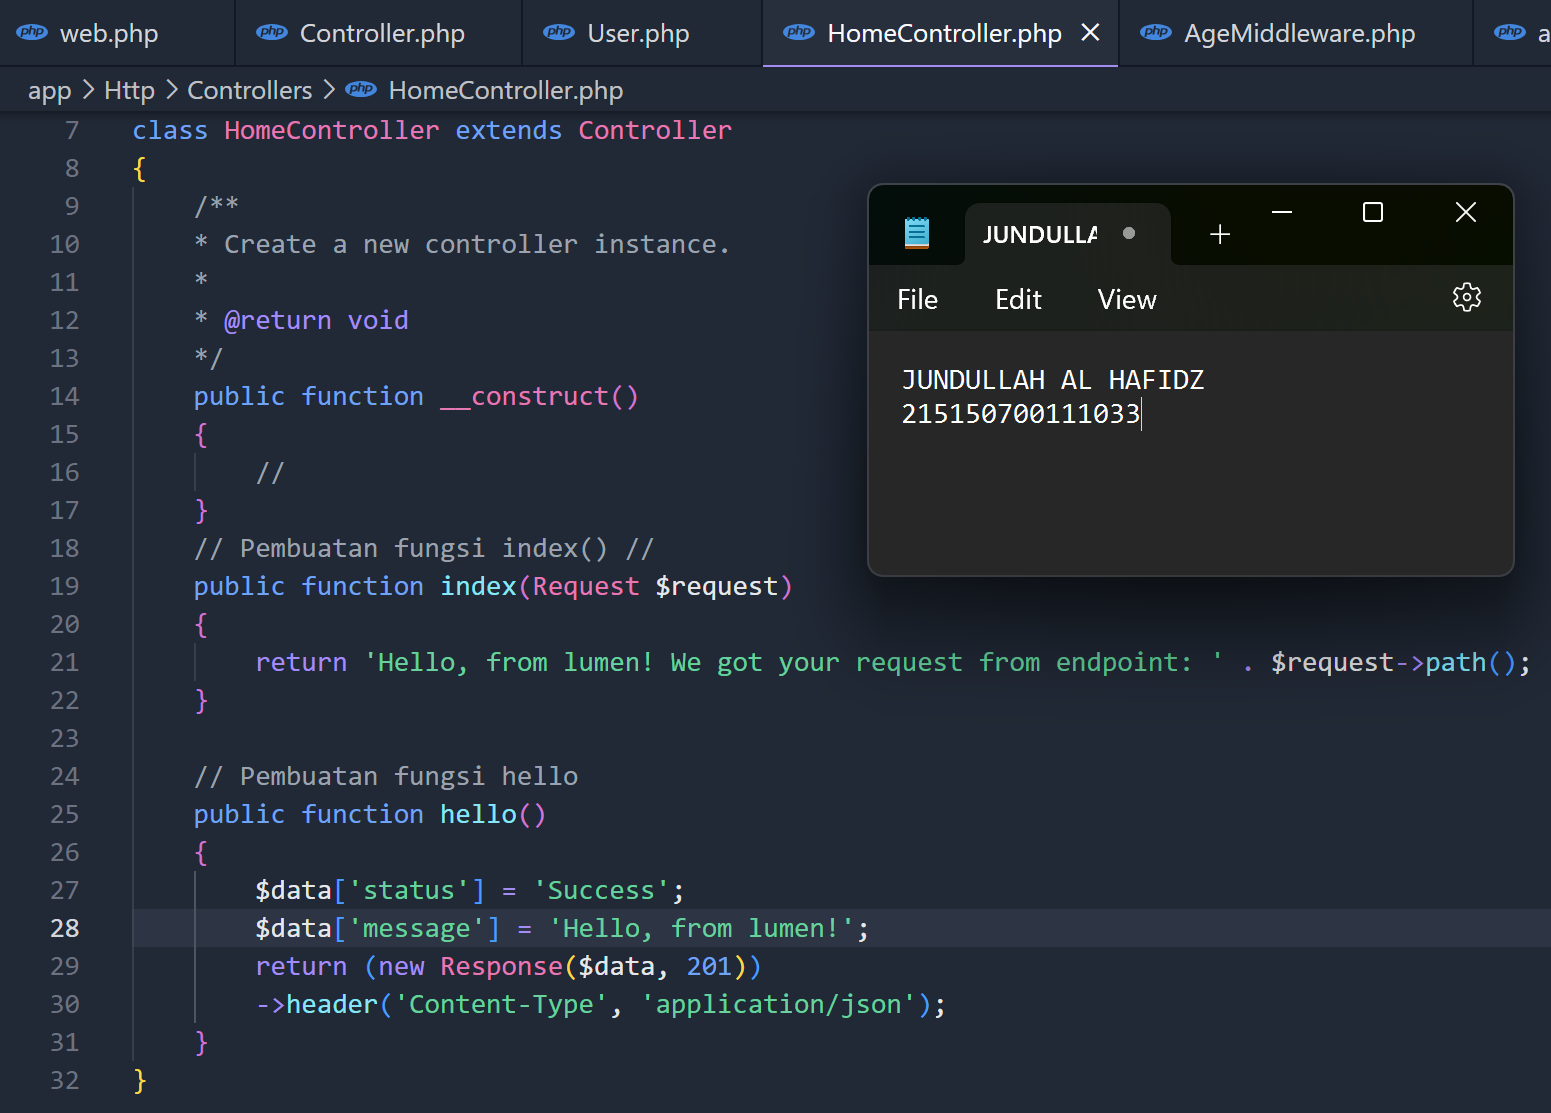 web.php
Controller.php
User.php
HomeController.php
AgeMiddleware.php
app > Http > Controllers > HomeController.php
7 class HomeController extends Controller
8 {
9 /**
10 * Create a new controller instance.
11 *
12 * @return void
13 */
14 public function __construct()
15 {
16 //
17 }
18 // Pembuatan fungsi index() //
19 public function index(Request $request)
20 {
21 return 'Hello, from lumen! We got your request from endpoint: ' . $request->path();
22 }
23
24 // Pembuatan fungsi hello
25 public function hello()
26 {
27 $data['status'] = 'Success';
28 $data['message'] = 'Hello, from lumen!';
29 return (new Response($data, 201))
30 ->header('Content-Type', 'application/json');
31 }
32 }
JUNDULLA
File Edit View
JUNDULLAH AL HAFIDZ
215150700111033